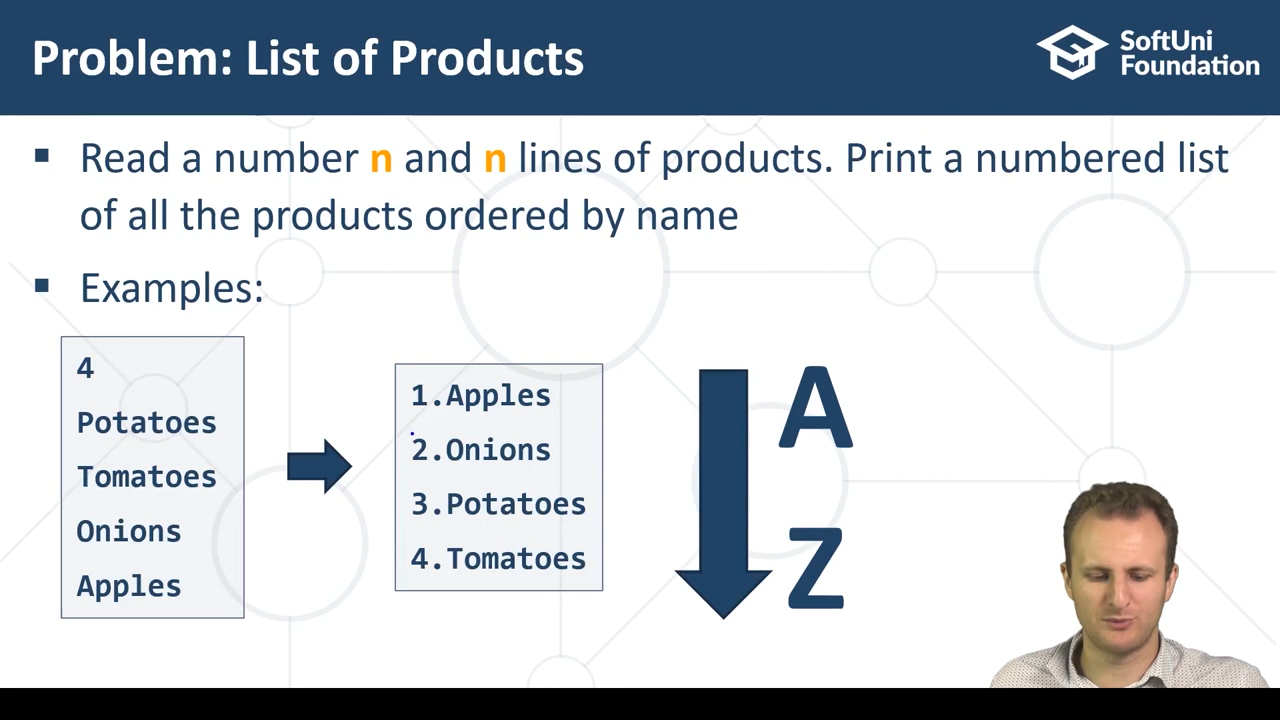 Problem: List of Products
SoftUni
Foundation
▪ Read a number n and n lines of products. Print a numbered list
of all the products ordered by name
▪ Examples:
4
Potatoes
Tomatoes
Onions
Apples
1.Apples
2.Onions
3.Potatoes
4.Tomatoes
A
Z